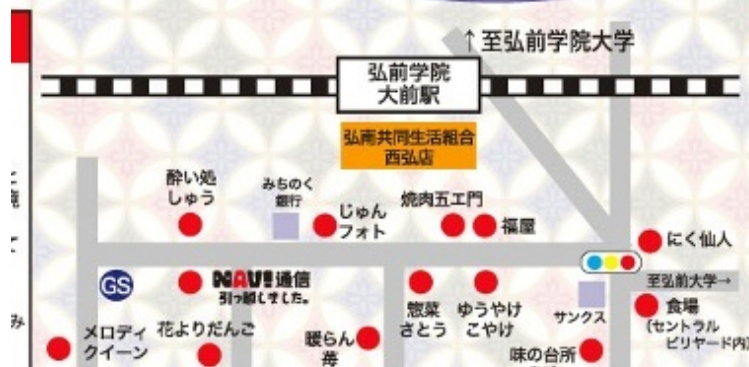 ↑至弘前学院大学
弘前学院
大前駅
弘南共同生活組合
西弘店
酔い処
しゅう
みちのく
銀行
じゅん
フォト
焼肉五エ門
福屋
にく仙人
GS
NAVi通信
引っ越しました。
惣菜
さとう
ゆうやけ
こやけ
サンクス
至弘前大学→
食場
(セントラル
ビリヤード内)
メロディ
クイーン
花よりだんご
暖らん
苺
味の台所
み